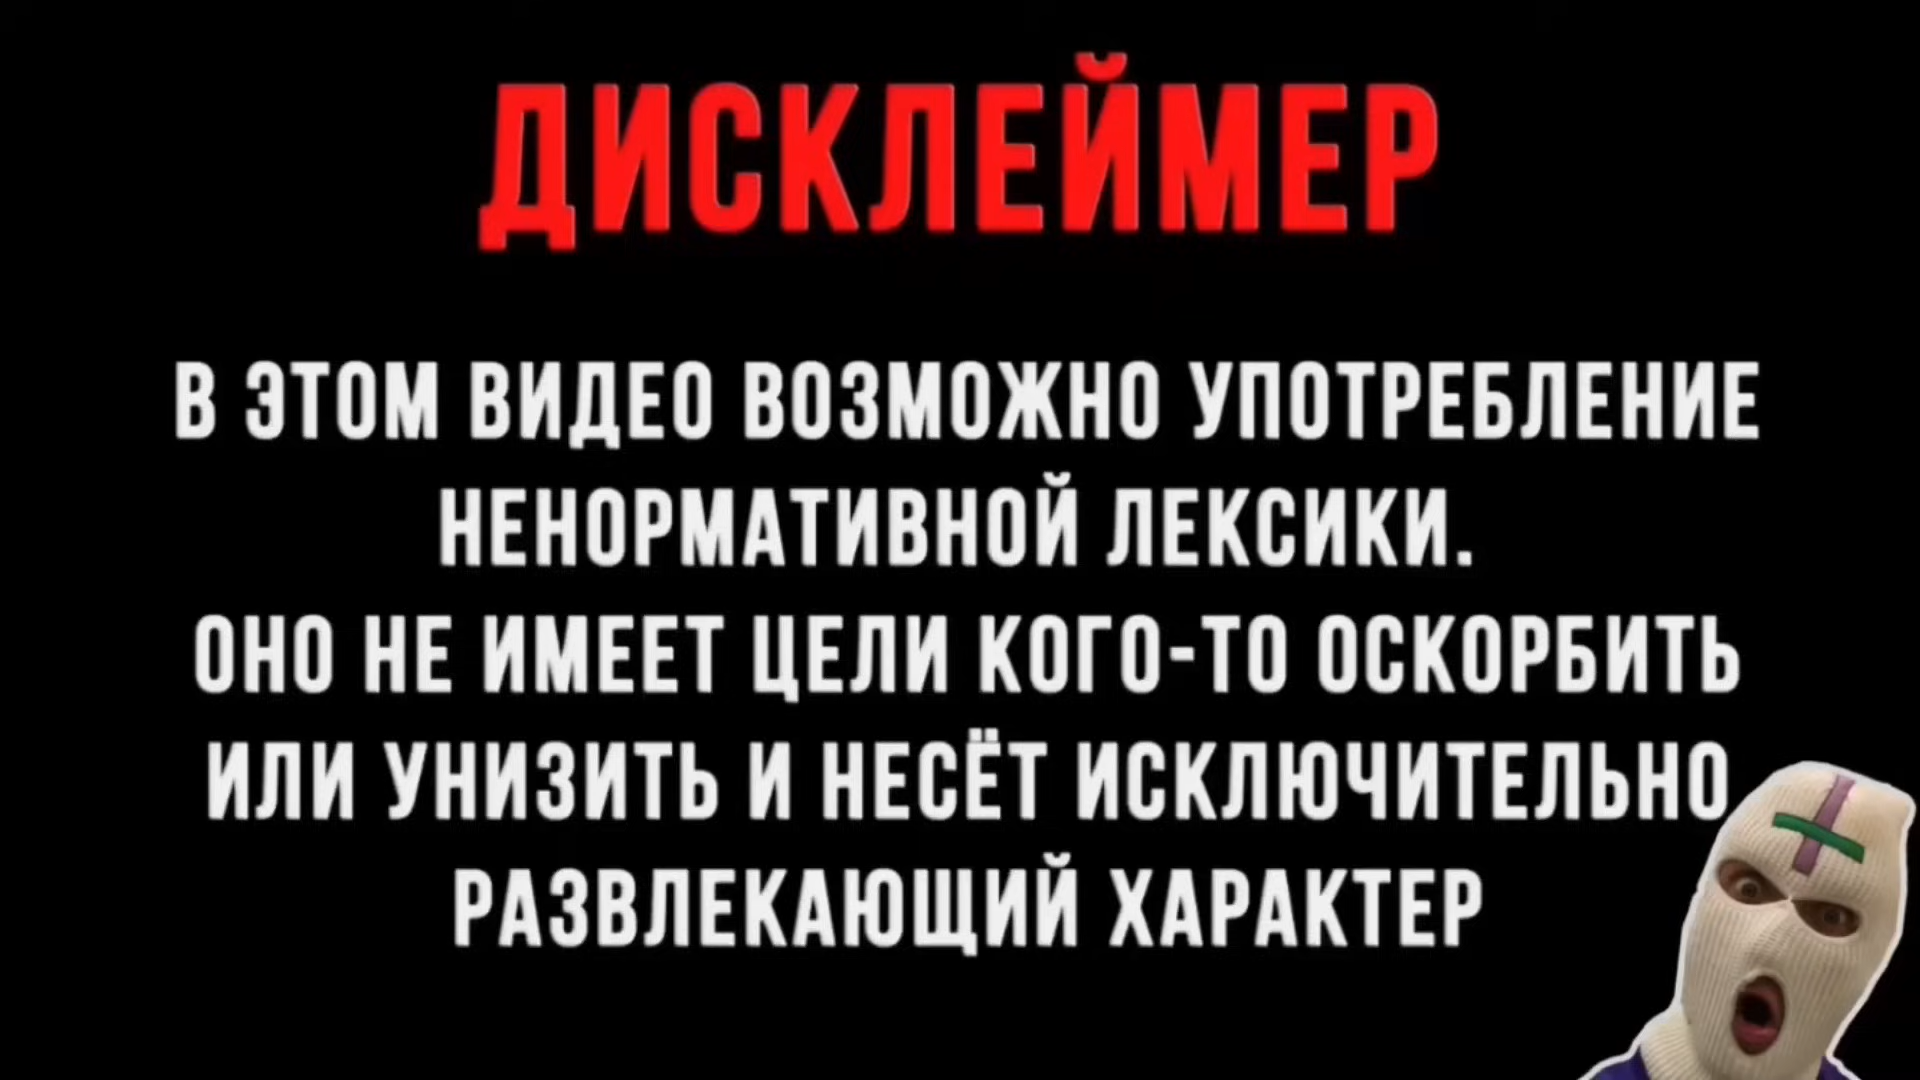 ДИСКЛЕЙМЕР
В ЭТОМ ВИДЕО ВОЗМОЖНО УПОТРЕБЛЕНИЕ
НЕНОРМАТИВНОЙ ЛЕКСИКИ.
ОНО НЕ ИМЕЕТ ЦЕЛИ КОГО-ТО ОСКОРБИТЬ
ИЛИ УНИЗИТЬ И НЕСЁТ ИСКЛЮЧИТЕЛЬНО
РАЗВЛЕКАЮЩИЙ ХАРАКТЕР